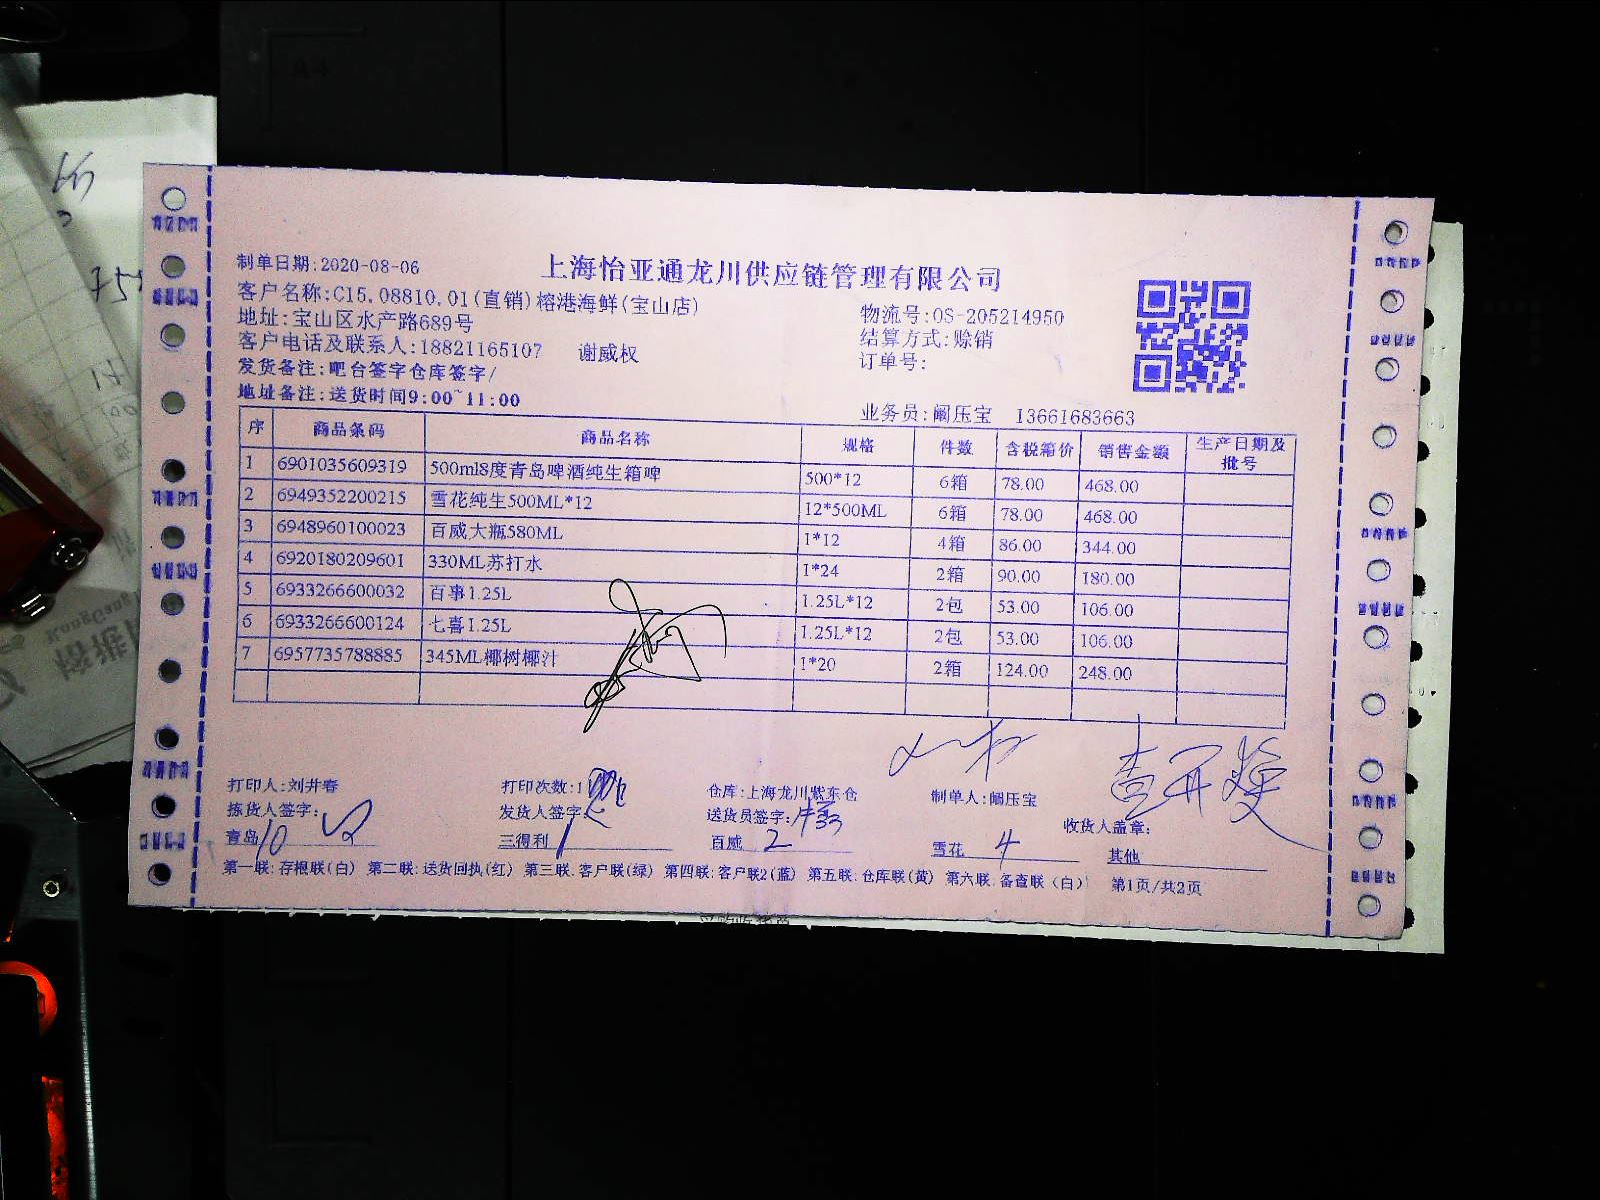 制单日期:2020-08-06
上海怡亚通龙川供应链管理有限公司
客户名称:C15.08810.01(直销)榕港海鲜(宝山店)
物流号:OS-205214950
地址:宝山区水产路689号
结算方式:赊销
客户电话及联系人:18821165107 谢威权
订单号:
发货备注:吧台签字仓库签字/
地址备注:送货时间9:00~11:00
业务员:阚压宝 13661683663
序 商品条码 商品名称 规格 件数 含税箱价 销售金额 生产日期及批号
1 6901035609319 500ml8度青岛啤酒纯生箱啤 500*12 6箱 78.00 468.00
2 6949352200215 雪花纯生500ML*12 12*500ML 6箱 78.00 468.00
3 6948960100023 百威大瓶580ML 1*12 4箱 86.00 344.00
4 6920180209601 330ML苏打水 1*24 2箱 90.00 180.00
5 6933266600032 百事1.25L 1.25L*12 2包 53.00 106.00
6 6933266600124 七喜1.25L 1.25L*12 2包 53.00 106.00
7 6957735788885 345ML椰树椰汁 1*20 2箱 124.00 248.00
打印人:刘井春 打印次数:1 仓库:上海龙川紫东仓 制单人:阚压宝
拣货人签字: 发货人签字: 送货员签字: 收货人盖章:
青岛 10 三得利 1 百威 2 雪花 4 其他
第一联:存根联(白) 第二联:送货回执(红) 第三联:客户联(绿) 第四联:客户联2(蓝) 第五联:仓库联(黄) 第六联:备查联(白) 第1页/共2页